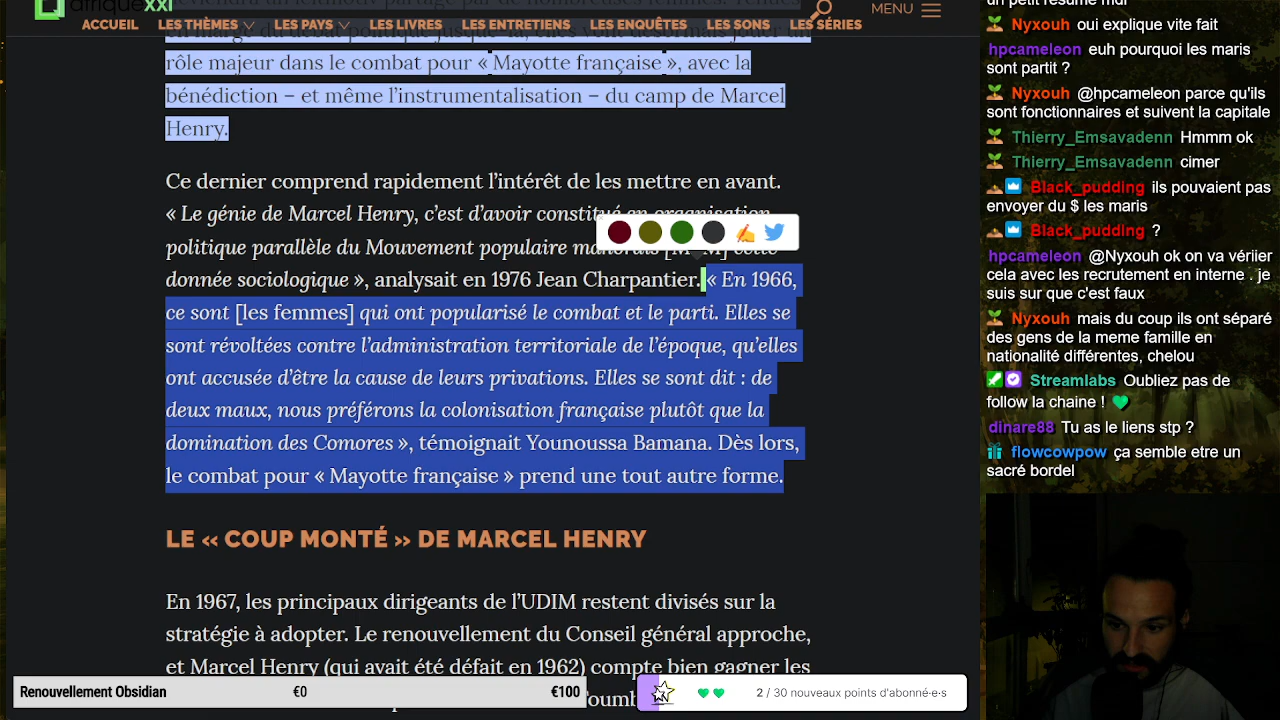 afriquexxi
ACCUEIL LES THÈMES LES PAYS LES LIVRES LES ENTRETIENS LES ENQUÊTES LES SONS LES SÉRIES
MENU
rôle majeur dans le combat pour « Mayotte française », avec la
bénédiction – et même l’instrumentalisation – du camp de Marcel
Henry.
Ce dernier comprend rapidement l’intérêt de les mettre en avant.
« Le génie de Marcel Henry, c’est d’avoir constitué en organisation
politique parallèle du Mouvement populaire mahorais cette
donnée sociologique », analysait en 1976 Jean Charpentier. « En 1966,
ce sont [les femmes] qui ont popularisé le combat et le parti. Elles se
sont révoltées contre l’administration territoriale de l’époque, qu’elles
ont accusée d’être la cause de leurs privations. Elles se sont dit : de
deux maux, nous préférons la colonisation française plutôt que la
domination des Comores », témoignait Younoussa Bamana. Dès lors,
le combat pour « Mayotte française » prend une tout autre forme.
LE « COUP MONTÉ » DE MARCEL HENRY
En 1967, les principaux dirigeants de l’UDIM restent divisés sur la
stratégie à adopter. Le renouvellement du Conseil général approche,
et Marcel Henry (qui avait été défait en 1962) compte bien gagner les
Renouvellement Obsidian €0 €100
2 / 30 nouveaux points d'abonné·e·s
un petit résumé mdr
Nyxouh oui explique vite fait
hpcameleon euh pourquoi les maris
sont partit ?
Nyxouh @hpcameleon parce qu'ils
sont fonctionnaires et suivent la capitale
Thierry_Emsavadenn Hmmm ok
Thierry_Emsavadenn cimer
Black_pudding ils pouvaient pas
envoyer du $ les maris
Black_pudding ?
hpcameleon @Nyxouh ok on va vériier
cela avec les recrutement en interne . je
suis sur que c'est faux
Nyxouh mais du coup ils ont séparé
des gens de la meme famille en
nationalité différentes, chelou
Streamlabs Oubliez pas de
follow la chaine !
dinare88 Tu as le liens stp ?
flowcowpow ça semble etre un
sacré bordel